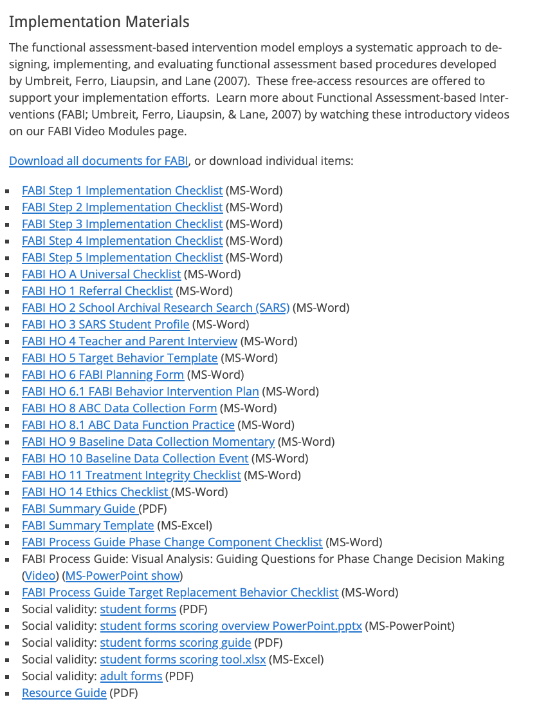 Implementation Materials
The functional assessment-based intervention model employs a systematic approach to de-
signing, implementing, and evaluating functional assessment based procedures developed
by Umbreit, Ferro, Liaupsin, and Lane (2007).  These free-access resources are offered to
support your implementation efforts.  Learn more about Functional Assessment-based Inter-
ventions (FABI; Umbreit, Ferro, Liaupsin, & Lane, 2007) by watching these introductory videos
on our FABI Video Modules page.
Download all documents for FABI, or download individual items:
▪ FABI Step 1 Implementation Checklist (MS-Word)
▪ FABI Step 2 Implementation Checklist (MS-Word)
▪ FABI Step 3 Implementation Checklist (MS-Word)
▪ FABI Step 4 Implementation Checklist (MS-Word)
▪ FABI Step 5 Implementation Checklist (MS-Word)
▪ FABI HO A Universal Checklist (MS-Word)
▪ FABI HO 1 Referral Checklist (MS-Word)
▪ FABI HO 2 School Archival Research Search (SARS) (MS-Word)
▪ FABI HO 3 SARS Student Profile (MS-Word)
▪ FABI HO 4 Teacher and Parent Interview (MS-Word)
▪ FABI HO 5 Target Behavior Template (MS-Word)
▪ FABI HO 6 FABI Planning Form (MS-Word)
▪ FABI HO 6.1 FABI Behavior Intervention Plan (MS-Word)
▪ FABI HO 8 ABC Data Collection Form (MS-Word)
▪ FABI HO 8.1 ABC Data Function Practice (MS-Word)
▪ FABI HO 9 Baseline Data Collection Momentary (MS-Word)
▪ FABI HO 10 Baseline Data Collection Event (MS-Word)
▪ FABI HO 11 Treatment Integrity Checklist (MS-Word)
▪ FABI HO 14 Ethics Checklist (MS-Word)
▪ FABI Summary Guide (PDF)
▪ FABI Summary Template (MS-Excel)
▪ FABI Process Guide Phase Change Component Checklist (MS-Word)
▪ FABI Process Guide: Visual Analysis: Guiding Questions for Phase Change Decision Making
(Video) (MS-PowerPoint show)
▪ FABI Process Guide Target Replacement Behavior Checklist (MS-Word)
▪ Social validity: student forms (PDF)
▪ Social validity: student forms scoring overview PowerPoint.pptx (MS-PowerPoint)
▪ Social validity: student forms scoring guide (PDF)
▪ Social validity: student forms scoring tool.xlsx (MS-Excel)
▪ Social validity: adult forms (PDF)
▪ Resource Guide (PDF)